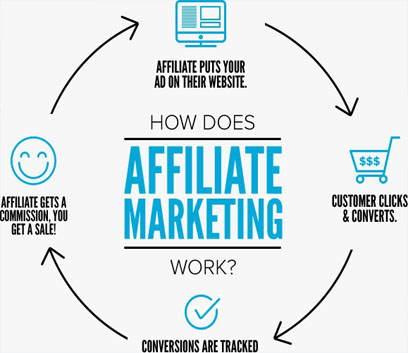 AFFILIATE PUTS YOUR
AD ON THEIR WEBSITE.
HOW DOES
AFFILIATE
MARKETING
WORK?
$$$
CUSTOMER CLICKS
& CONVERTS.
CONVERSIONS ARE TRACKED
AFFILIATE GETS A
COMMISSION, YOU
GET A SALE!